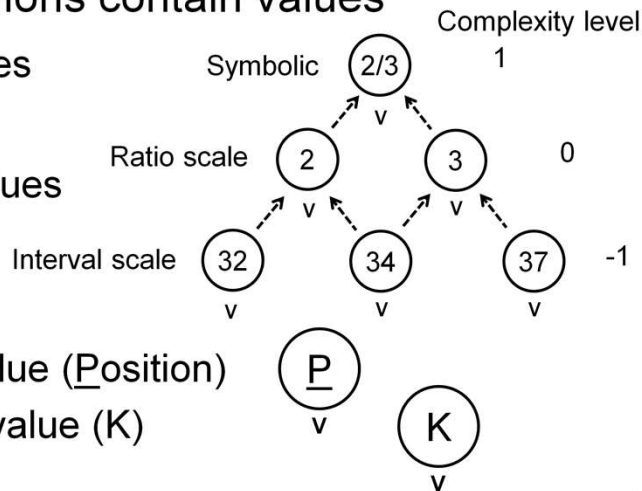 ons contain values
Complexity level
es
Symbolic 2/3 1
v
Ratio scale 2 3 0
ues
v v
Interval scale 32 34 37 -1
v v v
lue (Position) P
v
value (K) K
v